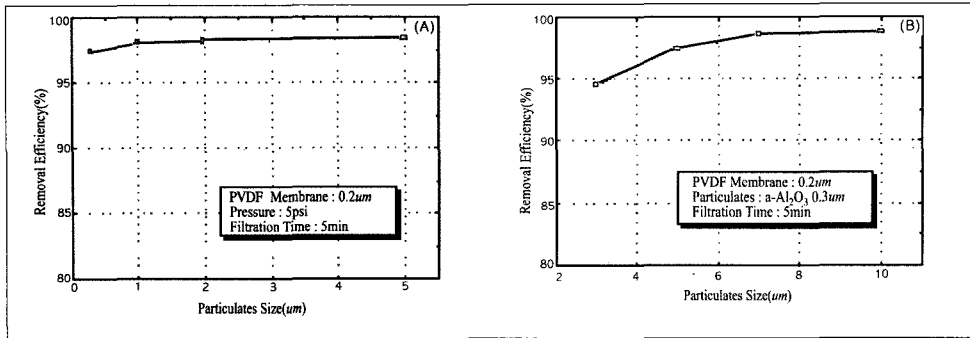 (A)
100
95
90
85
80
Removal Efficiency(%)
PVDF Membrane : 0.2um
Pressure : 5psi
Filtration Time : 5min
0 1 2 3 4 5
Particulates Size(um)
(B)
100
95
90
85
80
Removal Efficiency(%)
PVDF Membrane : 0.2um
Particulates : a-Al₂O₃ 0.3um
Filtration Time : 5min
2 4 6 8 10
Particulates Size(um)